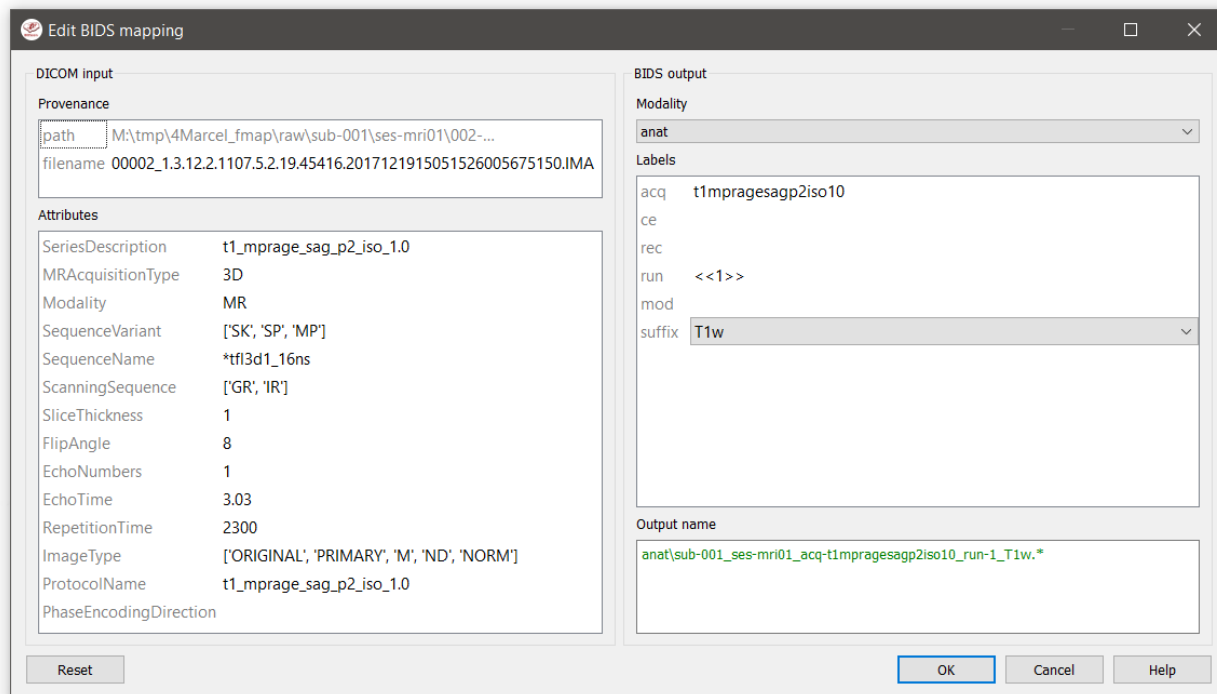 Edit BIDS mapping
DICOM input
Provenance
path M:\tmp\4Marcel_fmap\raw\sub-001\ses-mri01\002-...
filename 00002_1.3.12.2.1107.5.2.19.45416.2017121915051526005675150.IMA
Attributes
SeriesDescription t1_mprage_sag_p2_iso_1.0
MRAcquisitionType 3D
Modality MR
SequenceVariant ['SK', 'SP', 'MP']
SequenceName *tfl3d1_16ns
ScanningSequence ['GR', 'IR']
SliceThickness 1
FlipAngle 8
EchoNumbers 1
EchoTime 3.03
RepetitionTime 2300
ImageType ['ORIGINAL', 'PRIMARY', 'M', 'ND', 'NORM']
ProtocolName t1_mprage_sag_p2_iso_1.0
PhaseEncodingDirection
Reset
BIDS output
Modality
anat
Labels
acq t1mpragesagp2iso10
ce
rec
run <<1>>
mod
suffix T1w
Output name
anat\sub-001_ses-mri01_acq-t1mpragesagp2iso10_run-1_T1w.*
OK Cancel Help